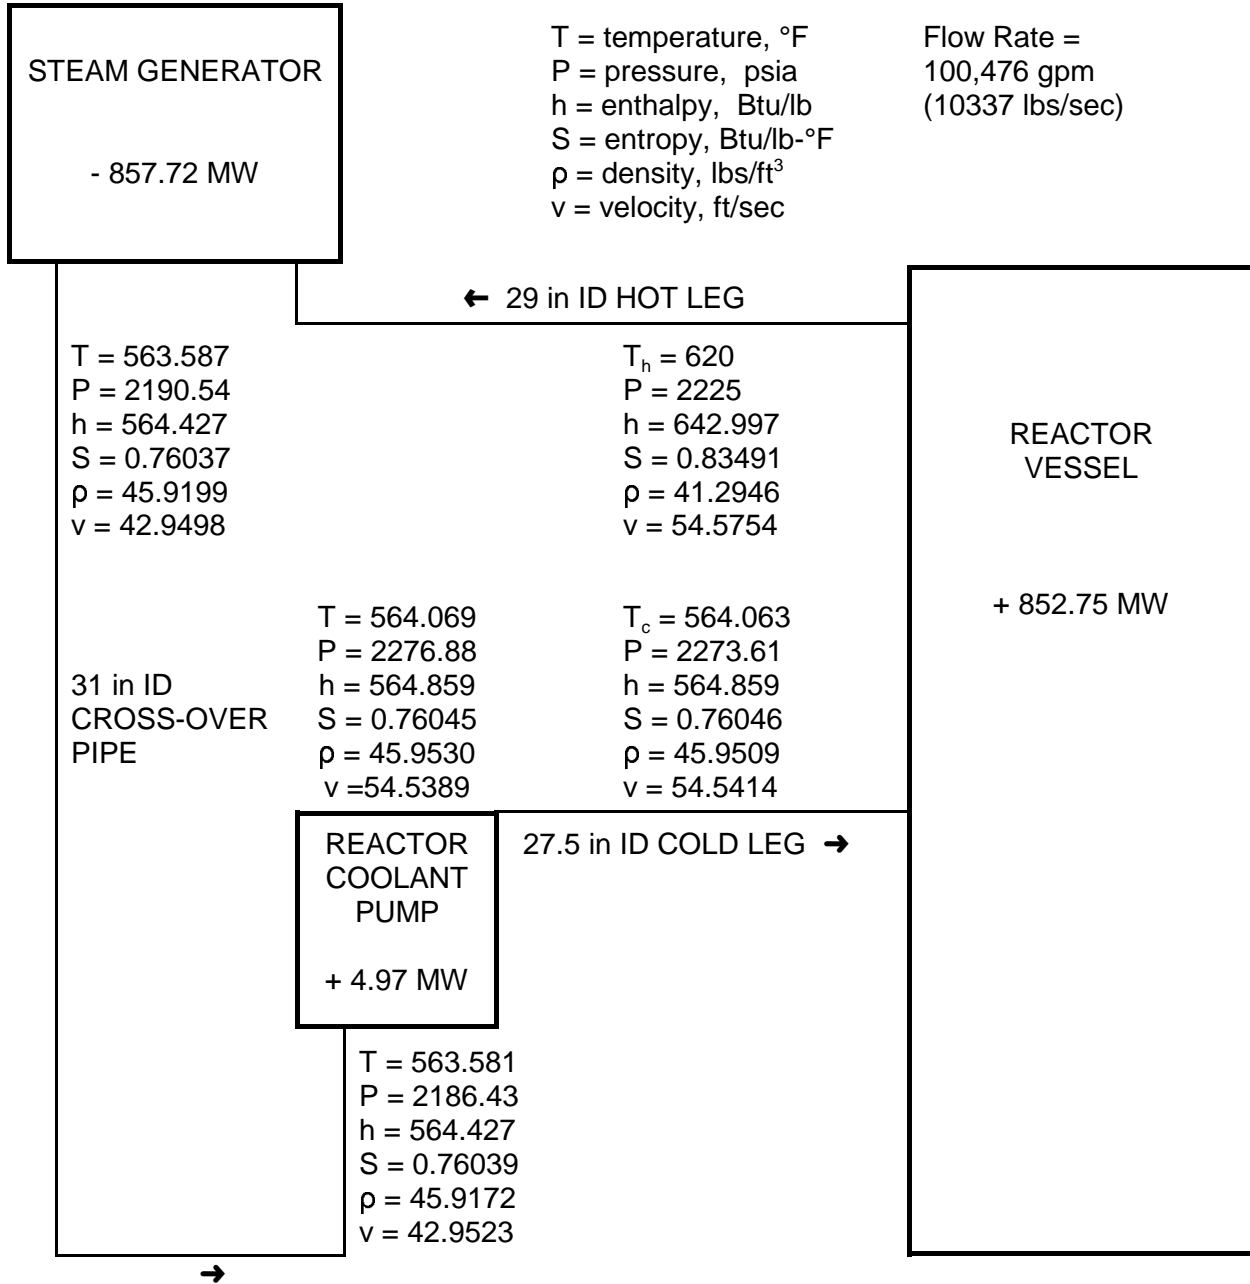 STEAM GENERATOR
- 857.72 MW
T = temperature, °F
P = pressure, psia
h = enthalpy, Btu/lb
S = entropy, Btu/lb-°F
ρ = density, lbs/ft³
v = velocity, ft/sec
Flow Rate =
100,476 gpm
(10337 lbs/sec)
← 29 in ID HOT LEG
T = 563.587
P = 2190.54
h = 564.427
S = 0.76037
ρ = 45.9199
v = 42.9498
Tₕ = 620
P = 2225
h = 642.997
S = 0.83491
ρ = 41.2946
v = 54.5754
REACTOR
VESSEL
+ 852.75 MW
31 in ID
CROSS-OVER
PIPE
T = 564.069
P = 2276.88
h = 564.859
S = 0.76045
ρ = 45.9530
v =54.5389
T_c = 564.063
P = 2273.61
h = 564.859
S = 0.76046
ρ = 45.9509
v = 54.5414
REACTOR
COOLANT
PUMP
+ 4.97 MW
27.5 in ID COLD LEG →
T = 563.581
P = 2186.43
h = 564.427
S = 0.76039
ρ = 45.9172
v = 42.9523
→